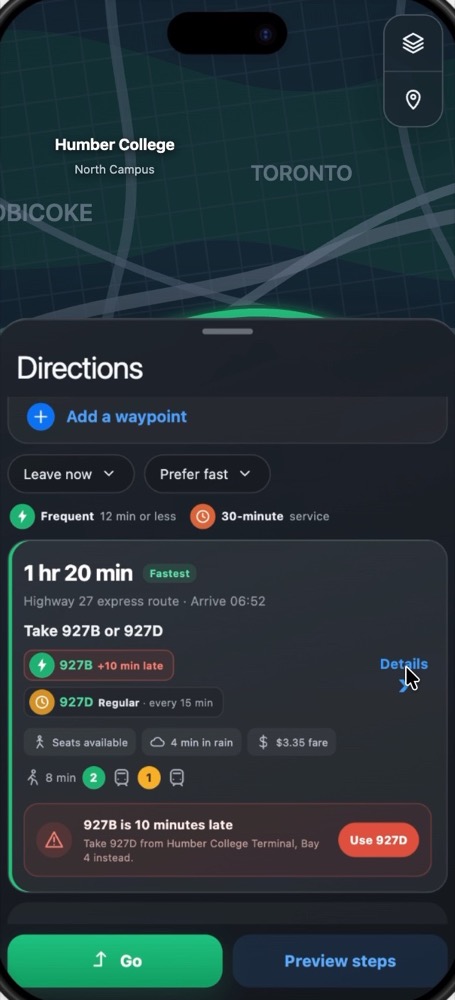 Humber College
North Campus
TORONTO
OBICOKE
Directions
Add a waypoint
Leave now
Prefer fast
Frequent 12 min or less
30-minute service
1 hr 20 min Fastest
Highway 27 express route · Arrive 06:52
Take 927B or 927D
927B +10 min late
Details
927D Regular · every 15 min
Seats available
4 min in rain
$ $3.35 fare
8 min 2 1
927B is 10 minutes late
Take 927D from Humber College Terminal, Bay
4 instead.
Use 927D
Go
Preview steps